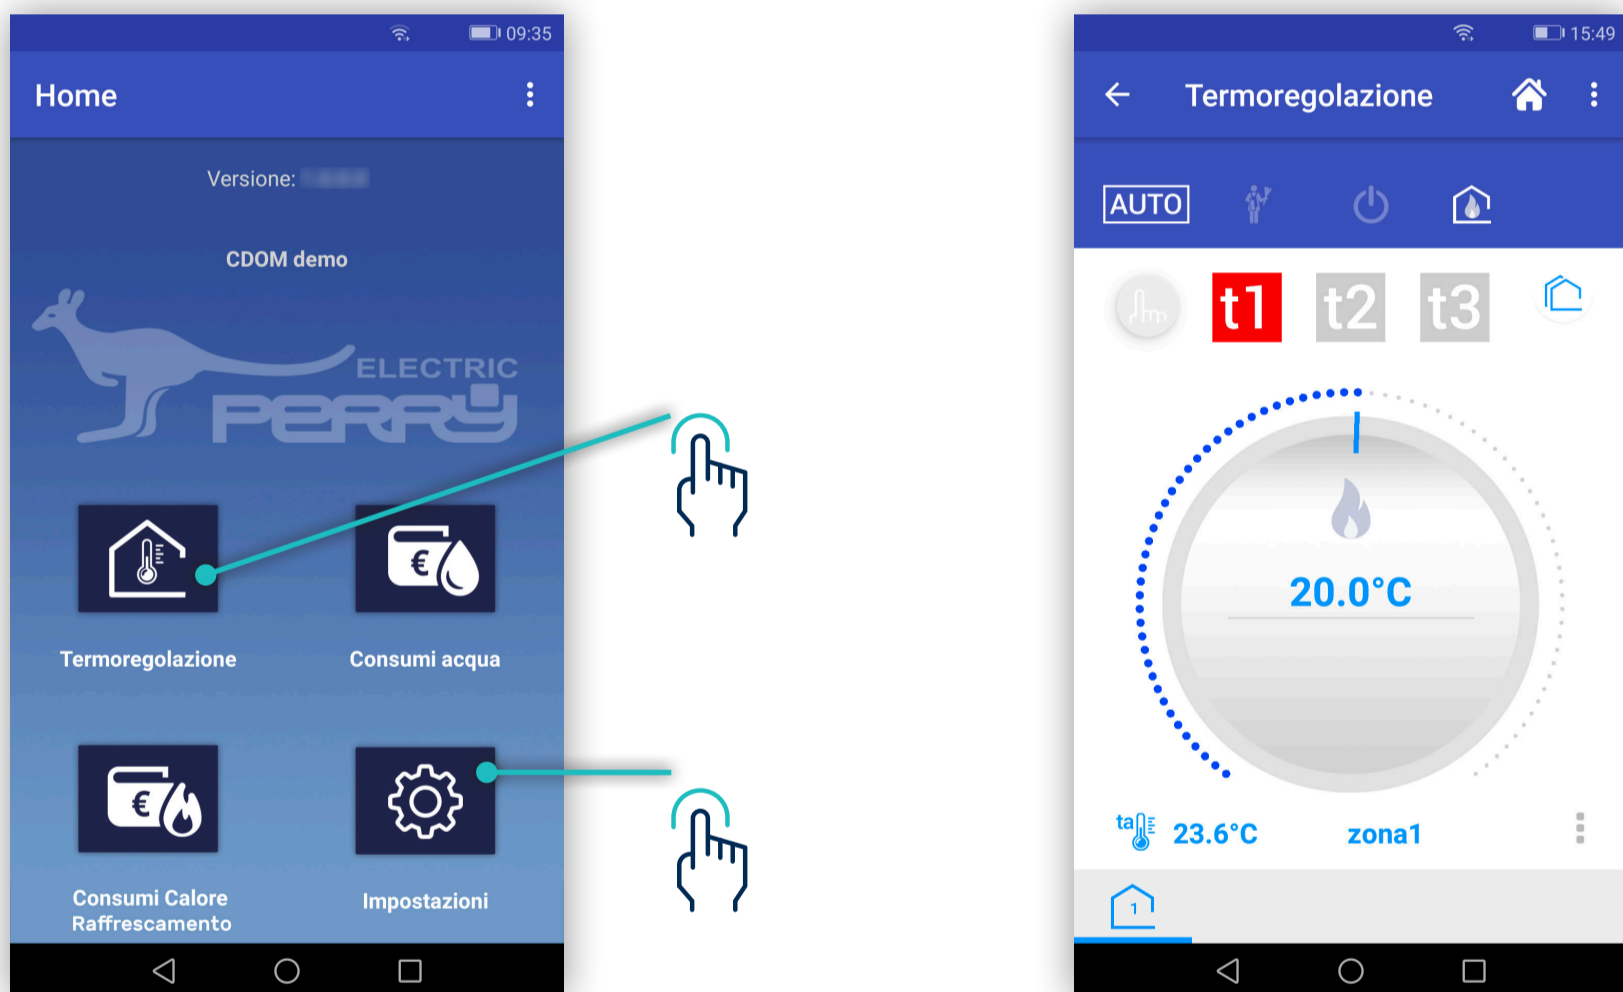 09:35
Home
Versione:
CDOM demo
ELECTRIC
PERRY
€
€
Termoregolazione
Consumi acqua
€
Consumi Calore
Raffrescamento
Impostazioni
15:49
Termoregolazione
AUTO
t1 t2 t3
20.0°C
ta 23.6°C zona1
1